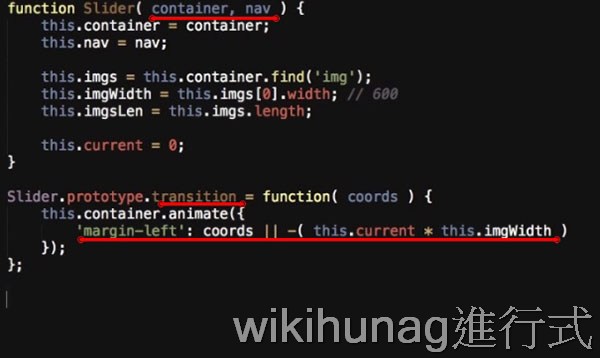 function Slider( container, nav ) {
this.container = container;
this.nav = nav;
this.imgs = this.container.find('img');
this.imgWidth = this.imgs[0].width; // 600
this.imgsLen = this.imgs.length;
this.current = 0;
}
Slider.prototype.transition = function( coords ) {
this.container.animate({
'margin-left': coords || -( this.current * this.imgWidth )
});
};
wikihunag進行式